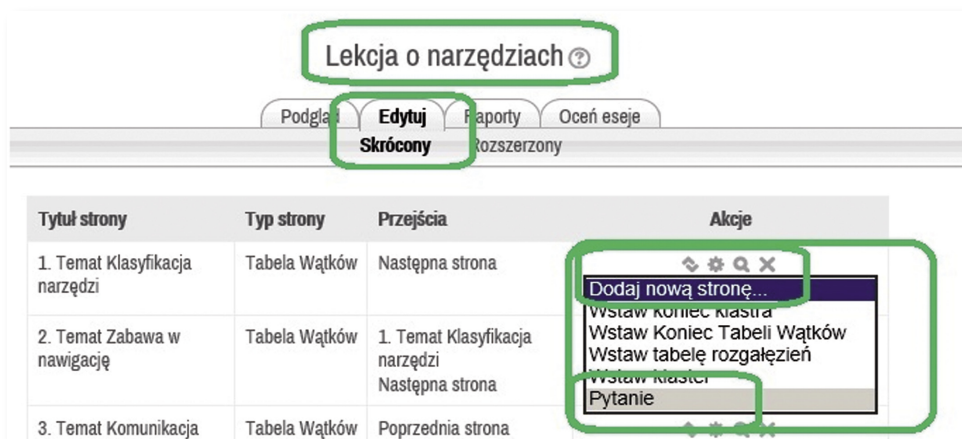 Lekcja o narzędziach
Podgląd Edytuj Raporty Oceń eseje
Skrócony Rozszerzony
Tytuł strony Typ strony Przejścia Akcje
1. Temat Klasyfikacja Tabela Wątków Następna strona
narzędzi
Dodaj nową stronę...
Wstaw koniec klastra
Wstaw Koniec Tabeli Wątków
Wstaw tabelę rozgałęzień
Wstaw klaster
Pytanie
2. Temat Zabawa w Tabela Wątków 1. Temat Klasyfikacja
nawigację narzędzi
Następna strona
3. Temat Komunikacja Tabela Wątków Poprzednia strona